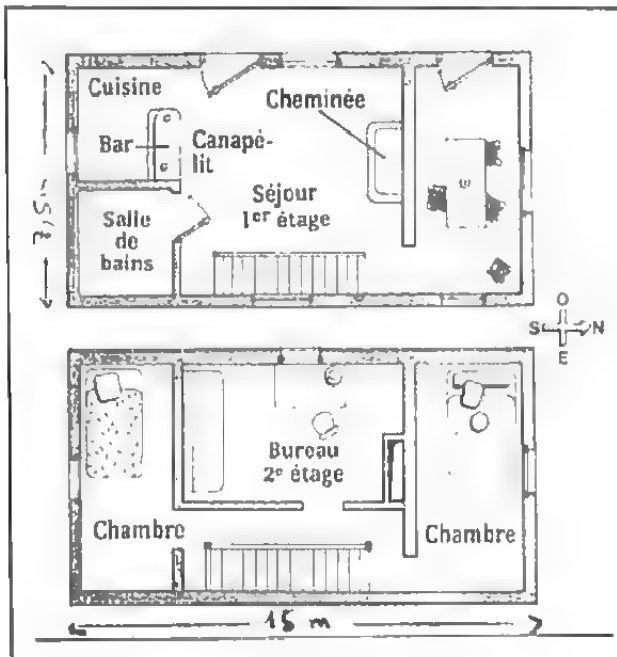 Cuisine
Cheminée
Bar
Canapé-
lit
Séjour
1er étage
Salle
de
bains
7,5 m
O
S
N
E
Bureau
2e étage
Chambre
Chambre
15 m